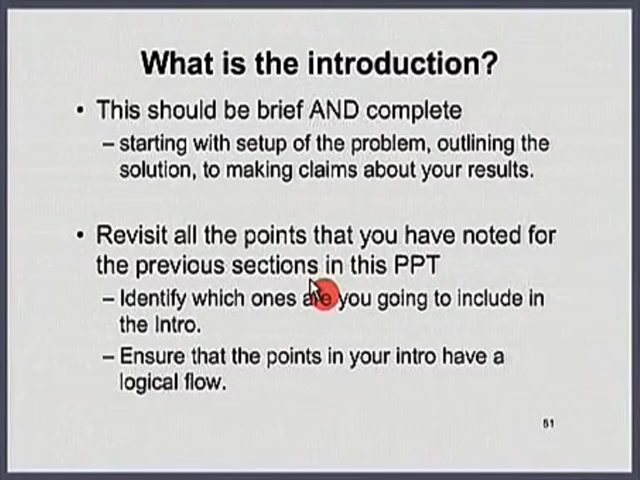 What is the introduction?
• This should be brief AND complete
– starting with setup of the problem, outlining the
solution, to making claims about your results.
• Revisit all the points that you have noted for
the previous sections in this PPT
– Identify which ones are you going to include in
the Intro.
– Ensure that the points in your intro have a
logical flow.
51